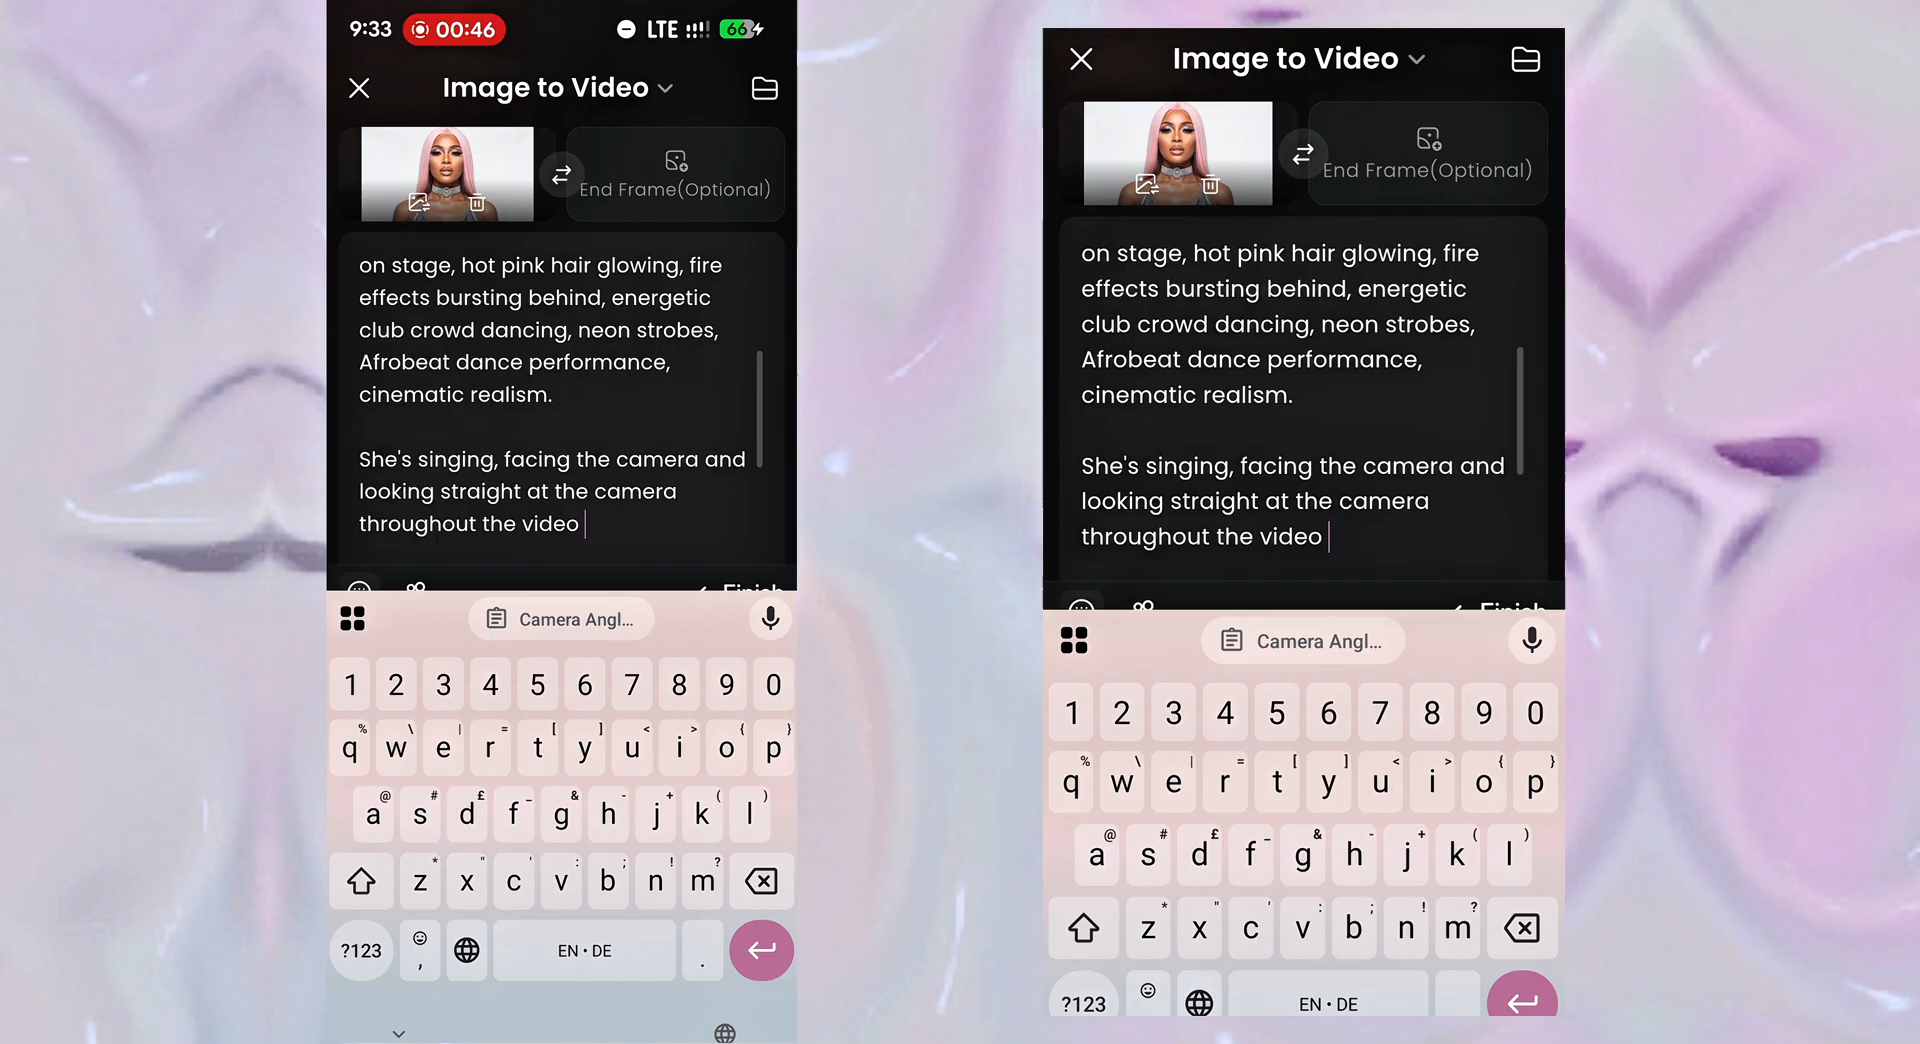 9:33 00:46 LTE 66
Image to Video
End Frame(Optional)
on stage, hot pink hair glowing, fire
effects bursting behind, energetic
club crowd dancing, neon strobes,
Afrobeat dance performance,
cinematic realism.
She's singing, facing the camera and
looking straight at the camera
throughout the video
Finish
Camera Angl...
1 2 3 4 5 6 7 8 9 0
% \ | = [ ] < > { }
q w e r t y u i o p
@ # £ _ & - + ( )
a s d f g h j k l
* " ' : ; ! ?
z x c v b n m
?123 , EN • DE .
Image to Video
End Frame(Optional)
on stage, hot pink hair glowing, fire
effects bursting behind, energetic
club crowd dancing, neon strobes,
Afrobeat dance performance,
cinematic realism.
She's singing, facing the camera and
looking straight at the camera
throughout the video
Finish
Camera Angl...
1 2 3 4 5 6 7 8 9 0
% \ | = [ ] < > { }
q w e r t y u i o p
@ # £ _ & - + ( )
a s d f g h j k l
* " ' : ; ! ?
z x c v b n m
?123 EN • DE